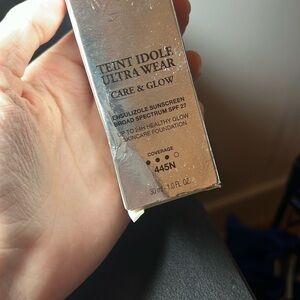 TEINT IDOLE
ULTRA WEAR
CARE & GLOW
ENSULIZOLE SUNSCREEN
BROAD SPECTRUM SPF 27
UP TO 24H HEALTHY GLOW
SKINCARE FOUNDATION
COVERAGE
445N
30 ml - 1.0 FL. OZ.